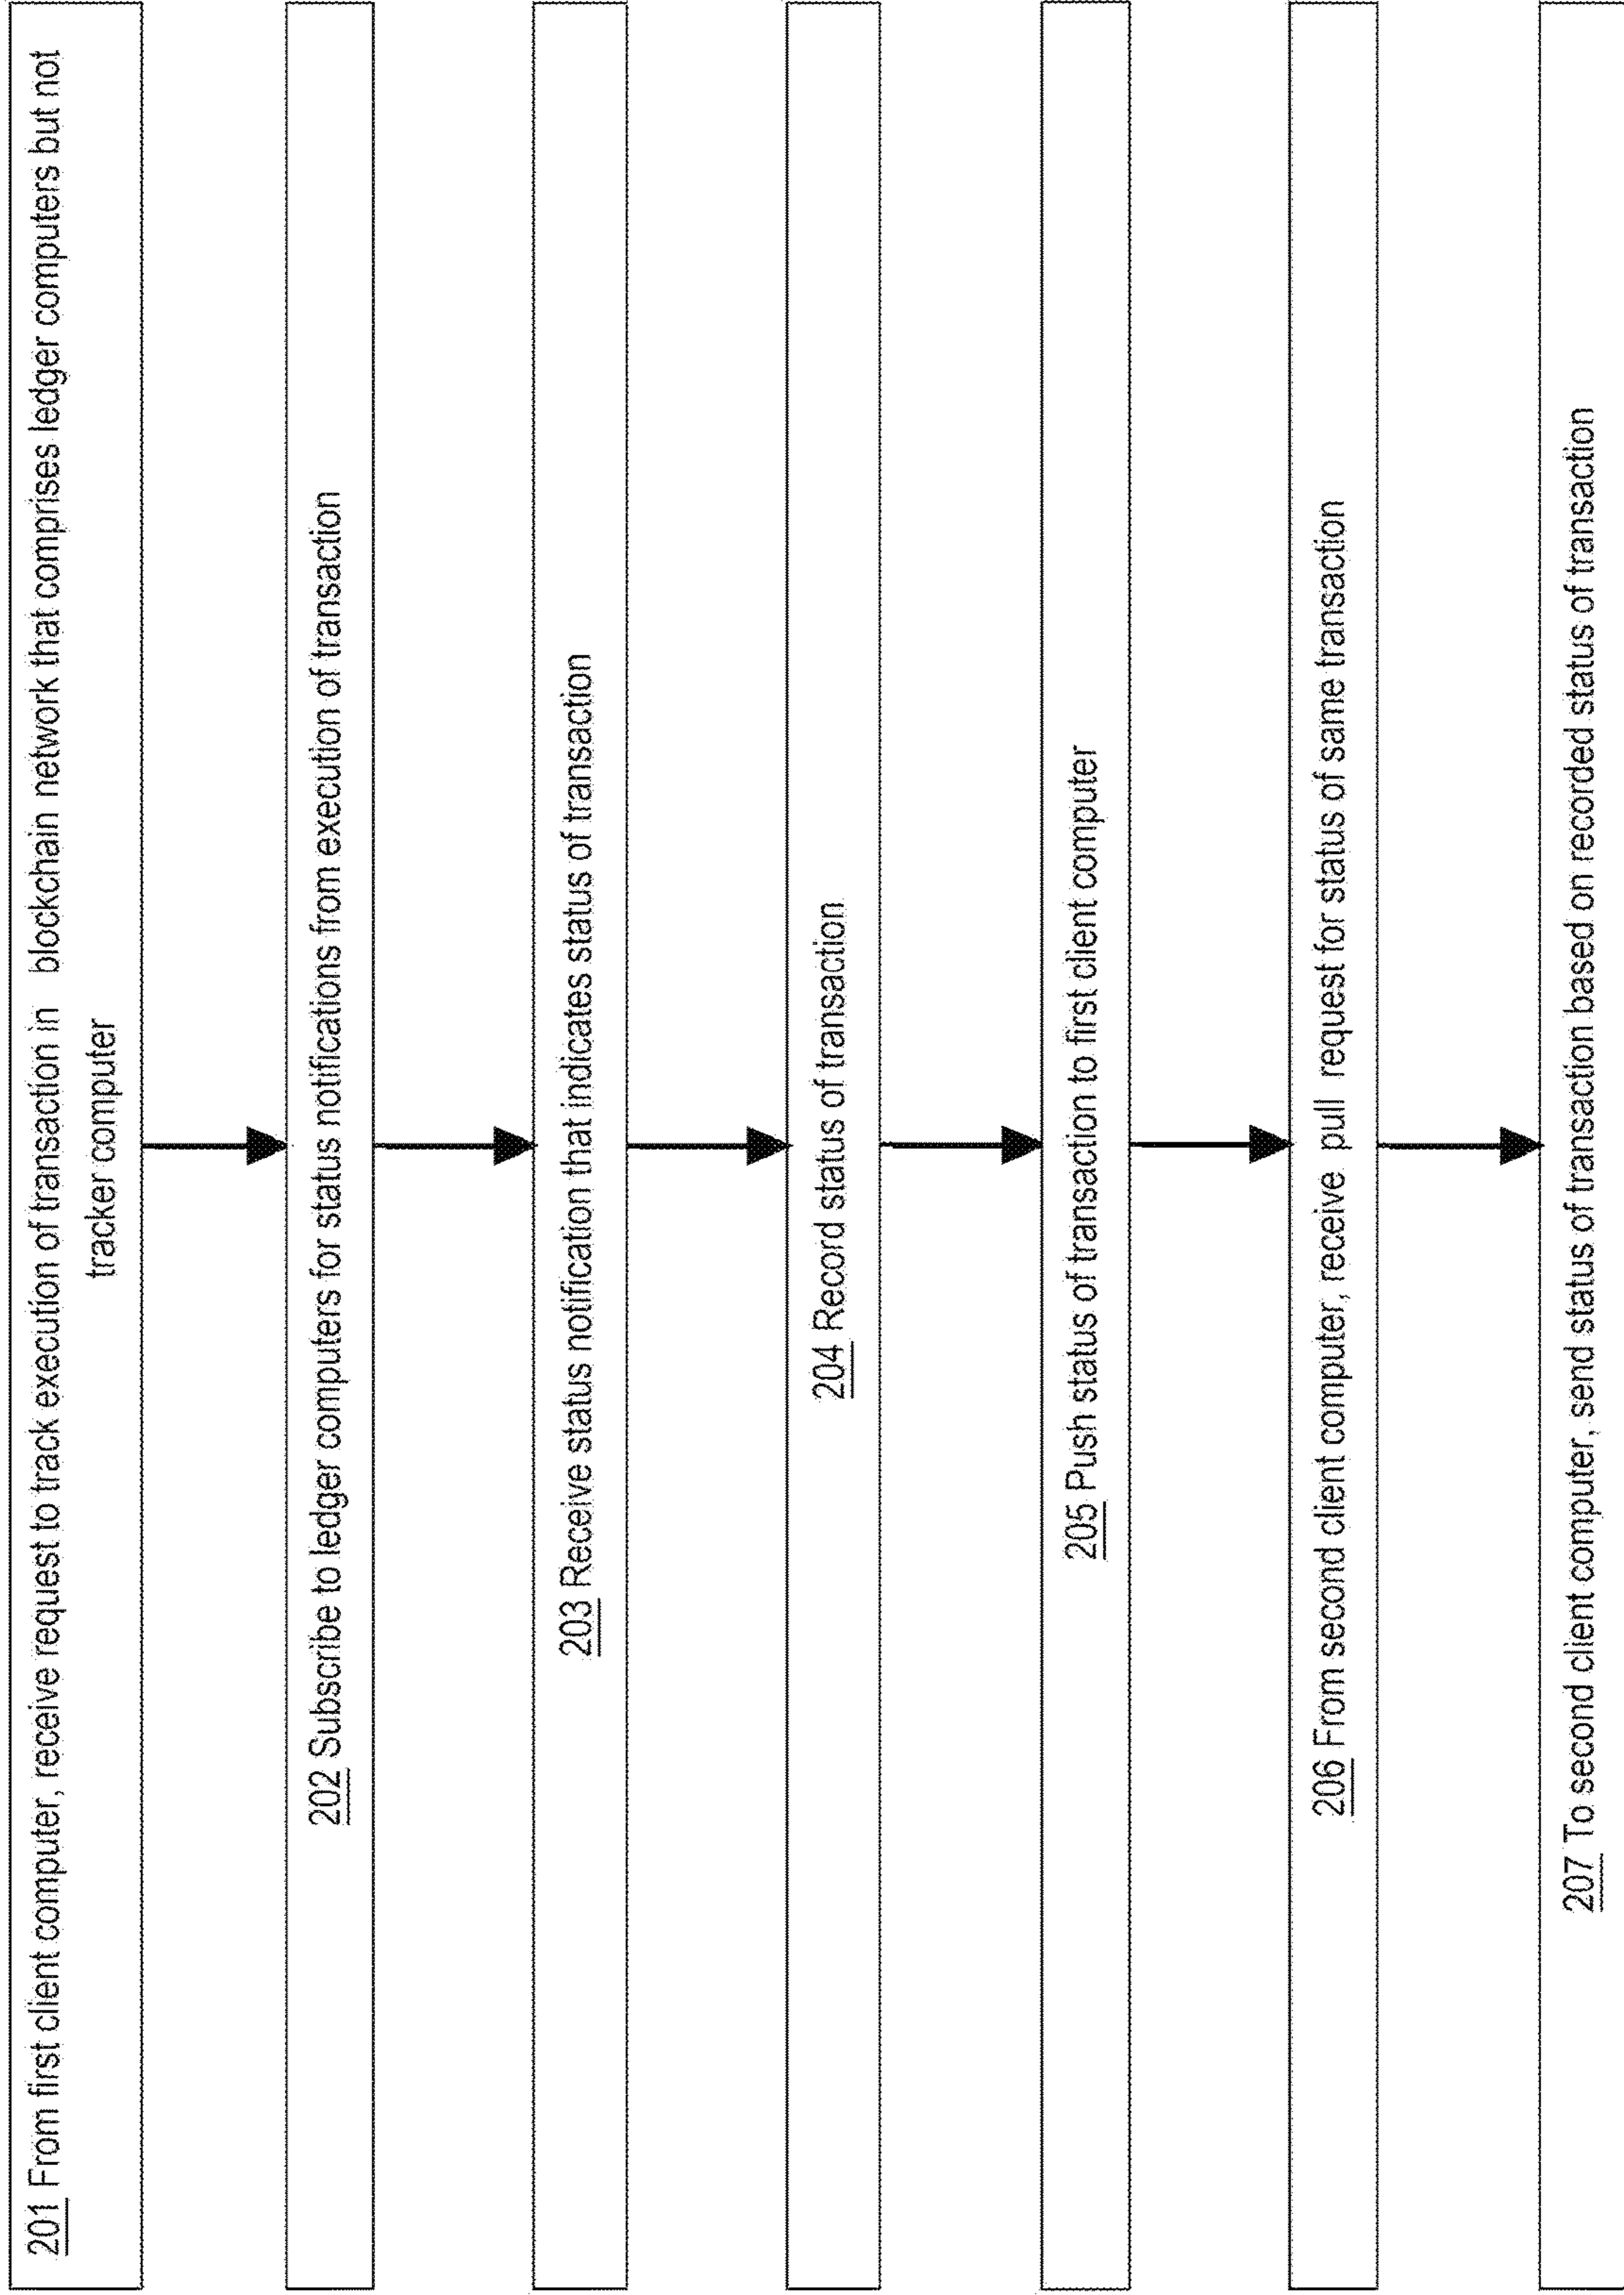 201 From first client computer, receive request to track execution of transaction in blockchain network that comprises ledger computers but not
tracker computer
202 Subscribe to ledger computers for status notifications from execution of transaction
203 Receive status notification that indicates status of transaction
204 Record status of transaction
205 Push status of transaction to first client computer
206 From second client computer, receive pull request for status of same transaction
207 To second client computer, send status of transaction based on recorded status of transaction